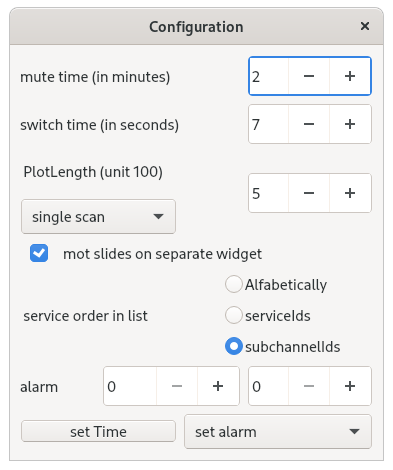 Configuration ×
mute time (in minutes) 2 − +
switch time (in seconds) 7 − +
PlotLength (unit 100) 5 − +
single scan
mot slides on separate widget
Alfabetically
service order in list serviceIds
subchannelIds
alarm 0 − + 0 − +
set Time set alarm